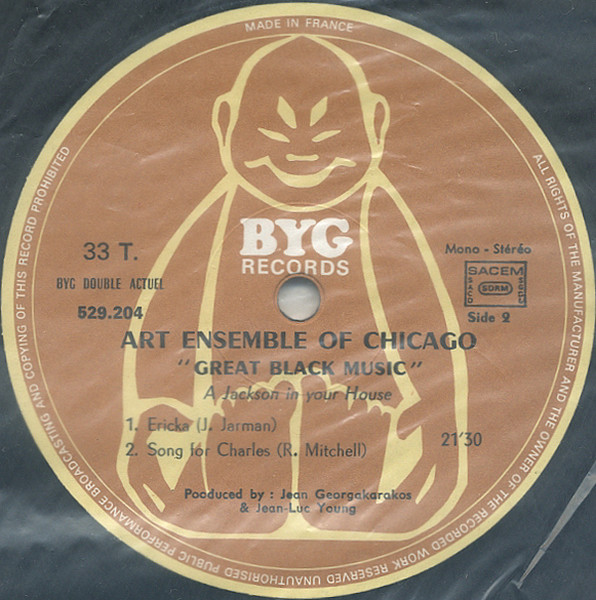 MADE IN FRANCE
ALL RIGHTS OF THE MANUFACTURER AND THE OWNER OF THE RECORDED WORK RESERVED UNAUTHORISED PUBLIC PERFORMANCE BROADCASTING AND COPYING OF THIS RECORD PROHIBITED
BYG
RECORDS
33 T.
BYG DOUBLE ACTUEL
529.204
Mono - Stéréo
SACEM
SACD
SDRM
SGDL
Side 2
ART ENSEMBLE OF CHICAGO
"GREAT BLACK MUSIC"
A Jackson in your House
1. Ericka (J. Jarman)
2. Song for Charles (R. Mitchell)
21'30
Pooduced by : Jean Georgakarakos
& Jean-Luc Young